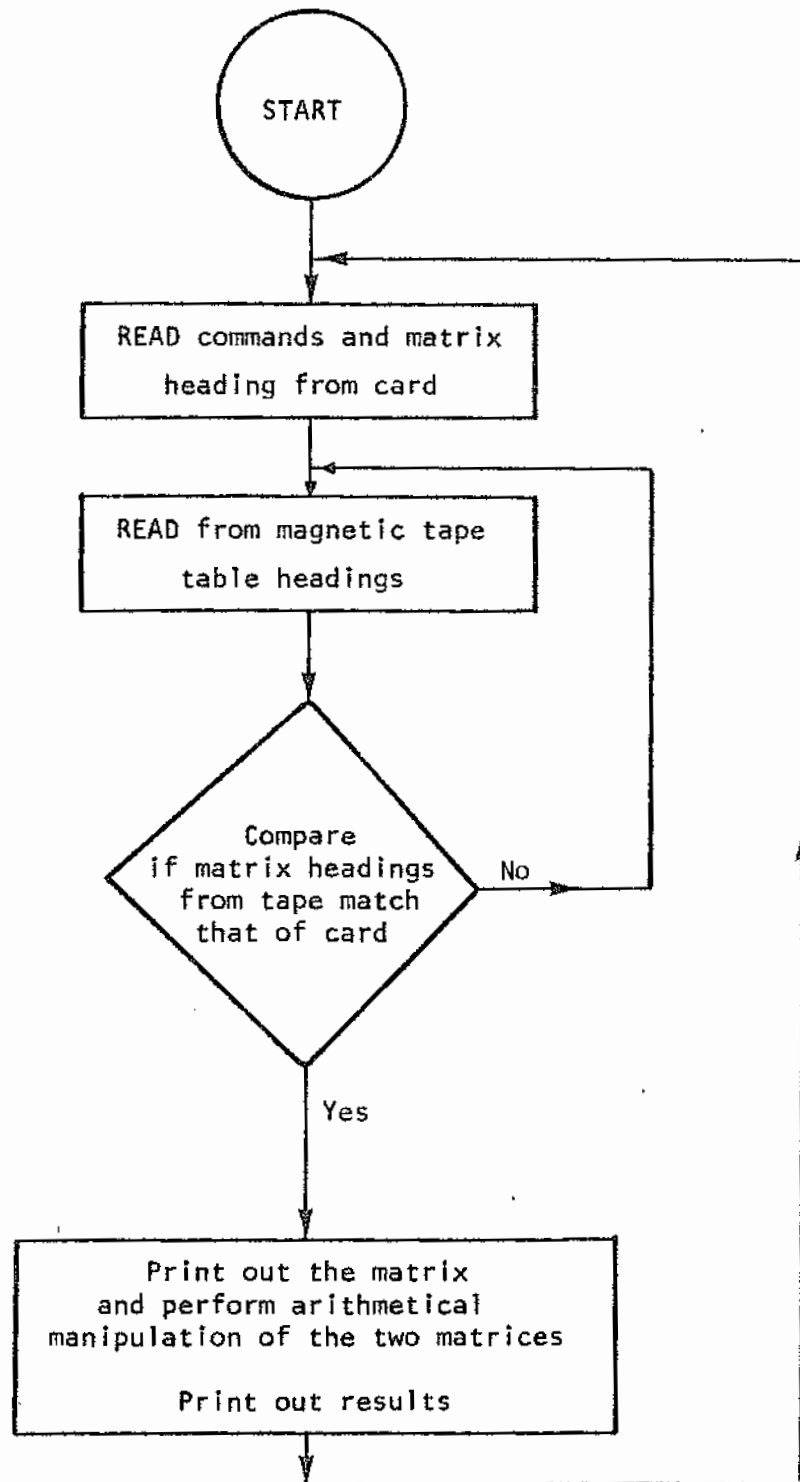 START
READ commands and matrix
heading from card
READ from magnetic tape
table headings
Compare
if matrix headings
from tape match
that of card
No
Yes
Print out the matrix
and perform arithmetical
manipulation of the two matrices
Print out results